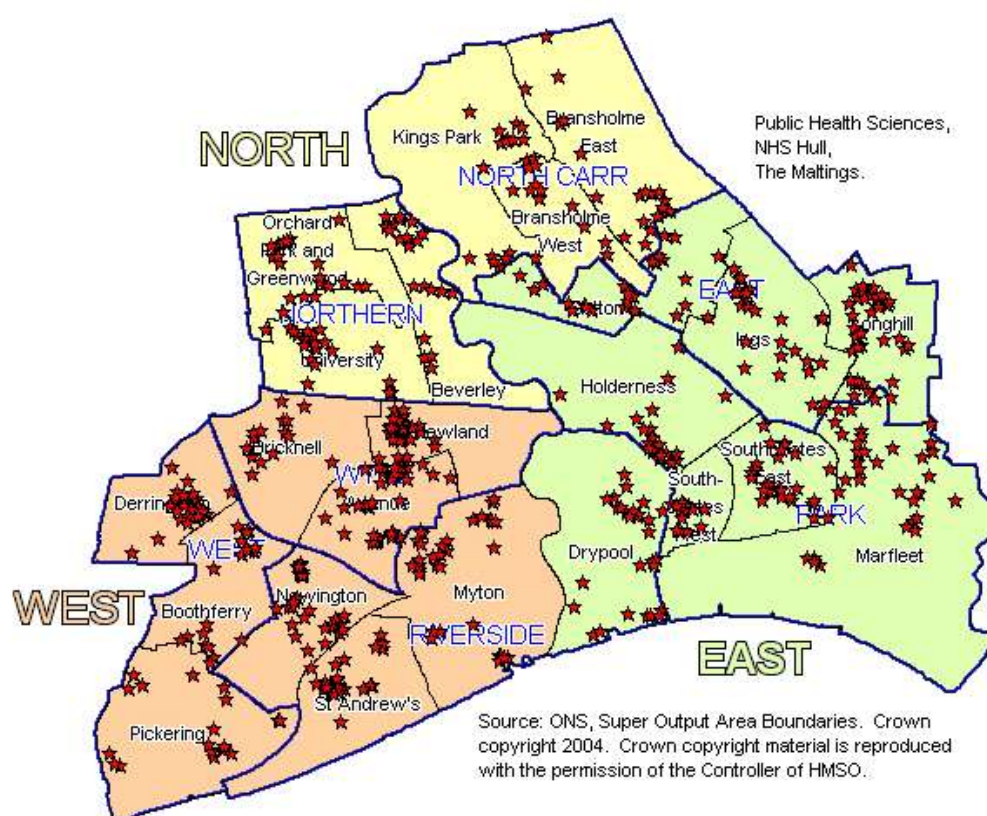 Kings Park
Bransholme
East
Public Health Sciences,
NHS Hull,
The Maltings.
NORTH
NORTH CARR
Bransholme
West
Orchard
Park and
Greenwood
NORTHERN
University
Beverley
EAST
Ings
Longhill
Holderness
Newland
Bricknell
Avenue
Derringham
WEST
South-
West
Southcoates
East
PARK
Drypool
Marfleet
WEST
Boothferry
Newington
Myton
RIVERSIDE
EAST
Pickering
St Andrew's
Source: ONS, Super Output Area Boundaries. Crown
copyright 2004. Crown copyright material is reproduced
with the permission of the Controller of HMSO.